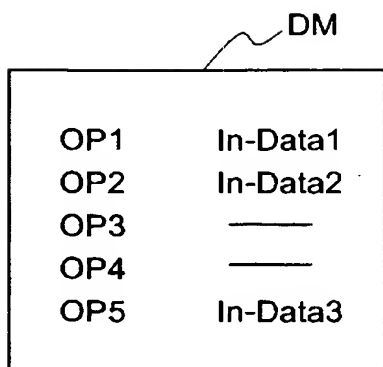 DM
OP1 In-Data1
OP2 In-Data2
OP3 ——
OP4 ——
OP5 In-Data3